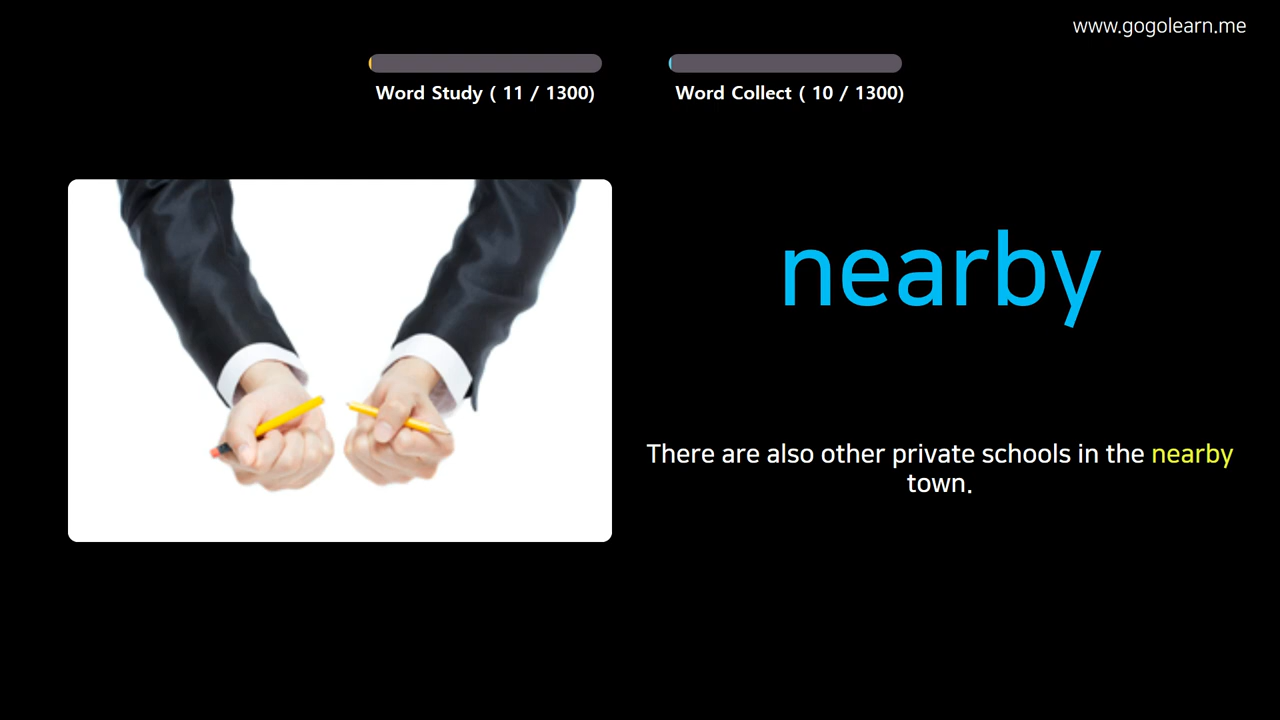 www.gogolearn.me
Word Study ( 11 / 1300)
Word Collect ( 10 / 1300)
nearby
There are also other private schools in the nearby
town.